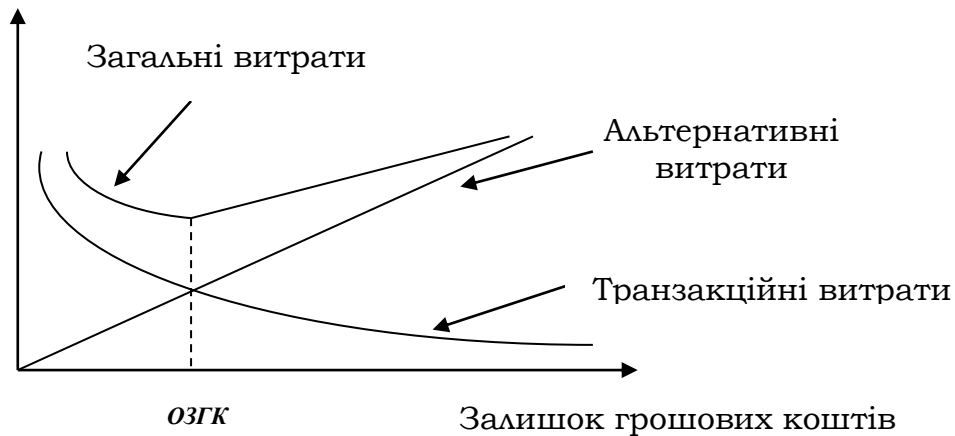 Загальні витрати
Альтернативні
витрати
Транзакційні витрати
ОЗГК
Залишок грошових коштів